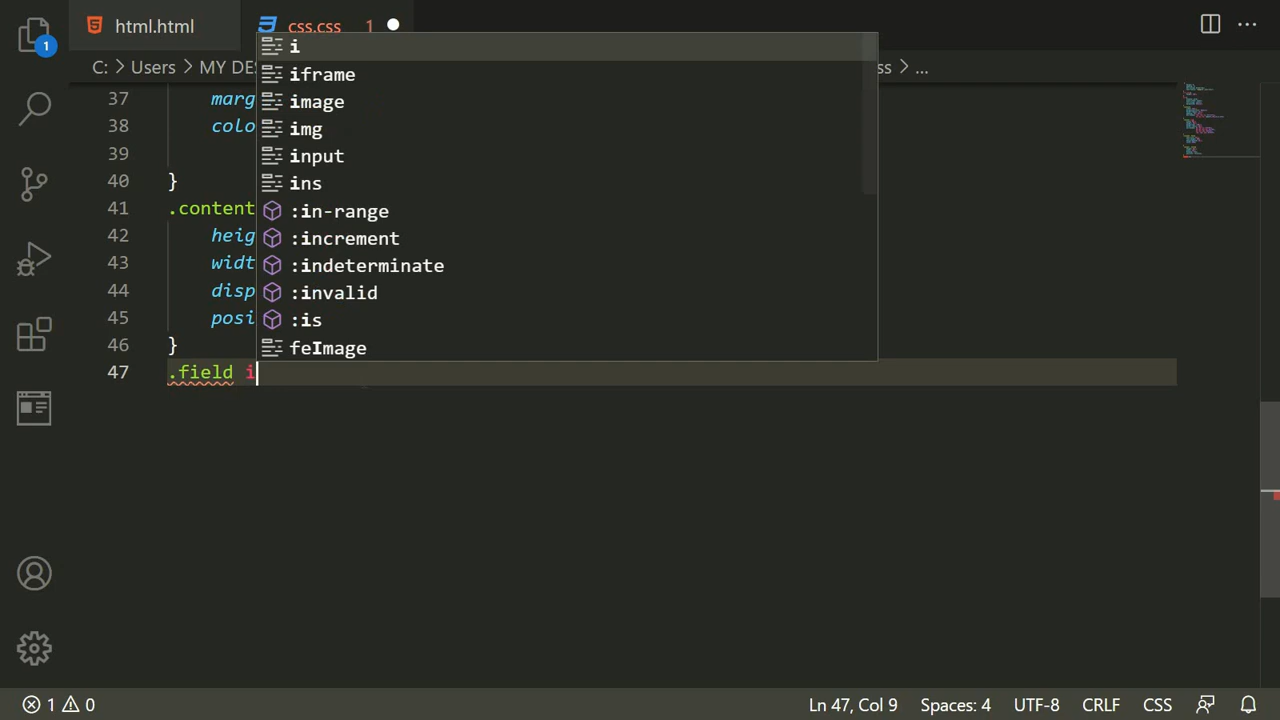 html.html
css.css 1
C: > Users > MY DE
ss > ...
i
iframe
image
img
input
ins
:in-range
:increment
:indeterminate
:invalid
:is
feImage
37 marg
38 colo
39
40 }
41 .content
42 heig
43 widt
44 disp
45 posi
46 }
47 .field i
1
1 0
Ln 47, Col 9
Spaces: 4
UTF-8
CRLF
CSS